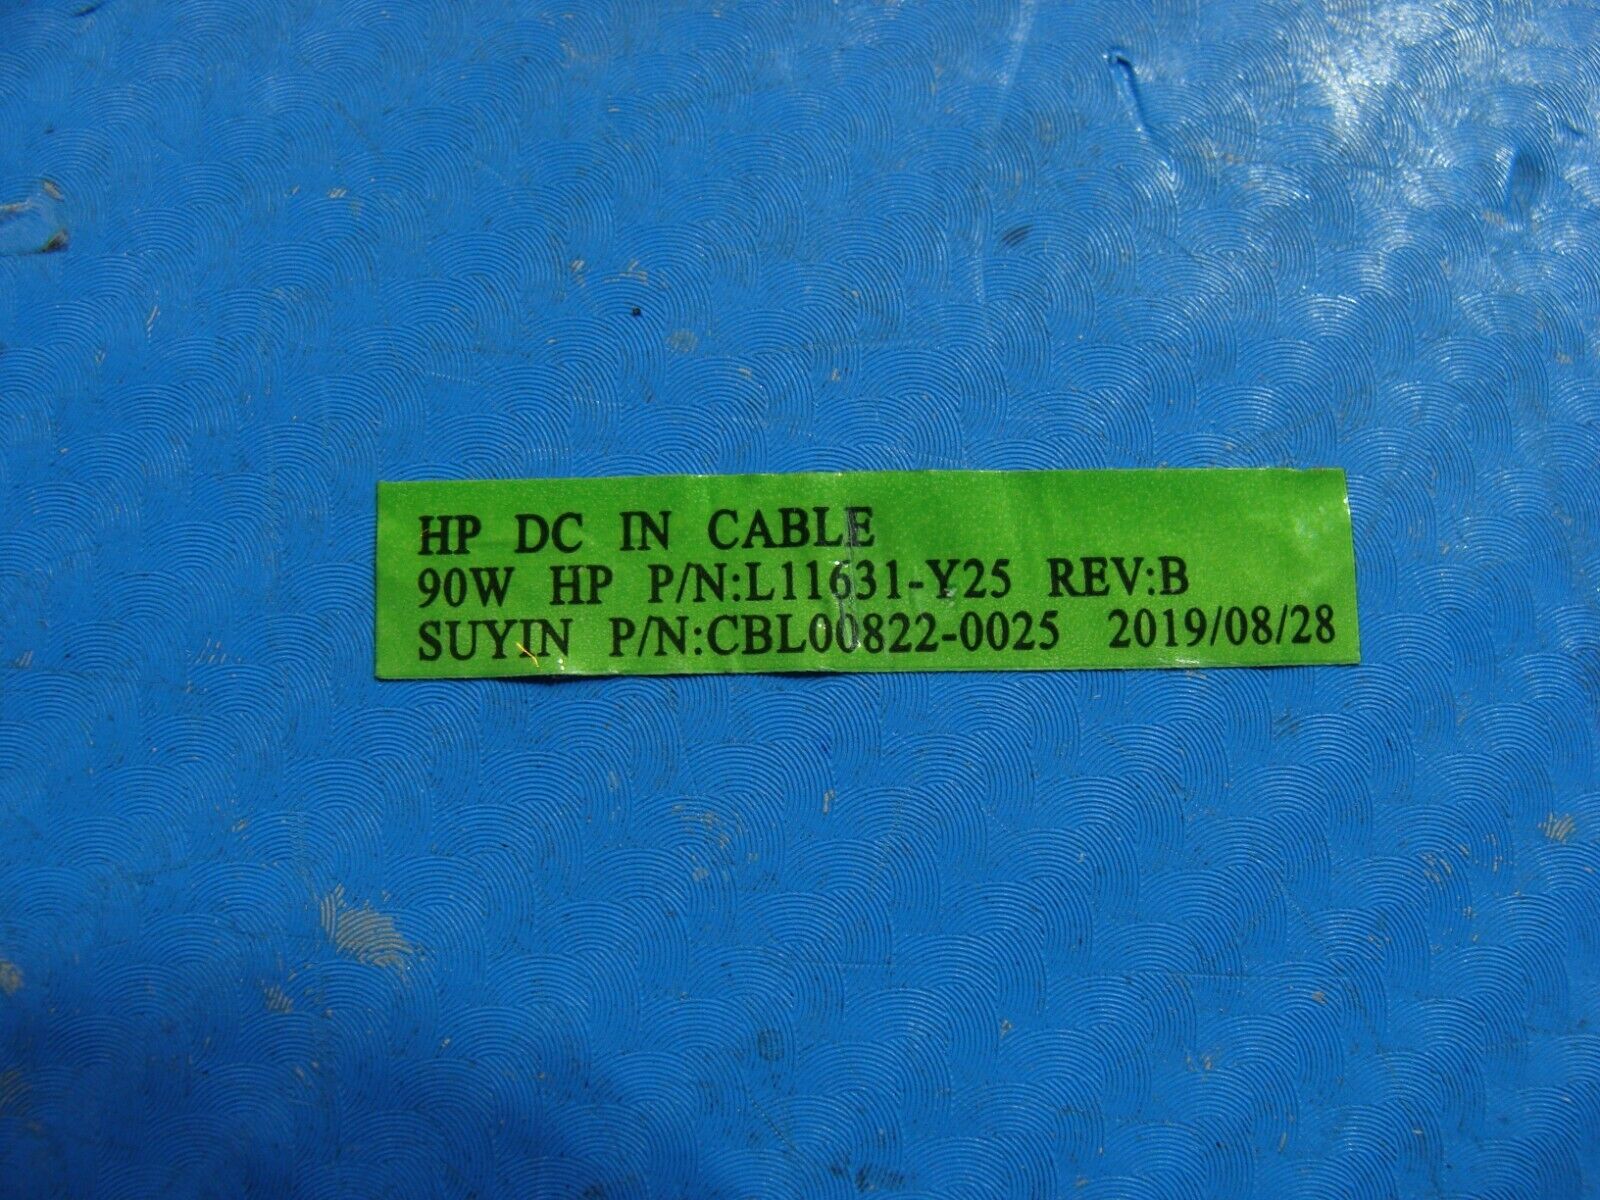 HP DC IN CABLE
90W HP P/N:L11631-Y25 REV:B
SUYIN P/N:CBL00822-0025 2019/08/28